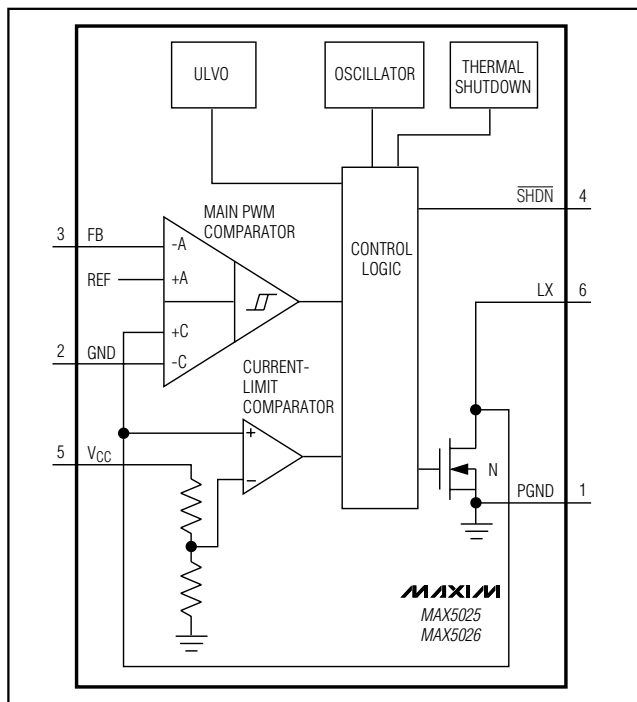 ULVO
OSCILLATOR
THERMAL
SHUTDOWN
SHDN 4
MAIN PWM
COMPARATOR
CONTROL
LOGIC
3 FB
-A
REF
+A
LX 6
+C
2 GND
-C
CURRENT-
LIMIT
COMPARATOR
+
5 VCC
−
N
PGND 1
MAXIM
MAX5025
MAX5026